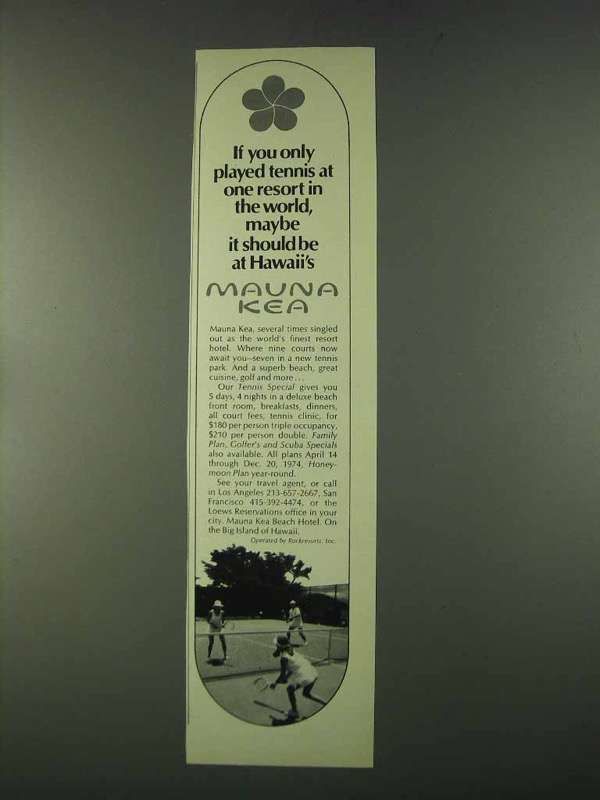 If you only
played tennis at
one resort in
the world,
maybe
it should be
at Hawaii's
MAUNA
KEA
Mauna Kea, several times singled
out as the world's finest resort
hotel. Where nine courts now
await you—seven in a new tennis
park. And a superb beach, great
cuisine, golf and more...
Our Tennis Special gives you
5 days, 4 nights in a deluxe beach
front room, breakfasts, dinners,
all court fees, tennis clinic, for
$180 per person triple occupancy,
$210 per person double. Family
Plan, Golfer's and Scuba Specials
also available. All plans April 14
through Dec. 20, 1974, Honey-
moon Plan year-round.
See your travel agent, or call
in Los Angeles 213-657-2667, San
Francisco 415-392-4474, or the
Loews Reservations office in your
city. Mauna Kea Beach Hotel. On
the Big Island of Hawaii.
Operated by Rockresorts, Inc.